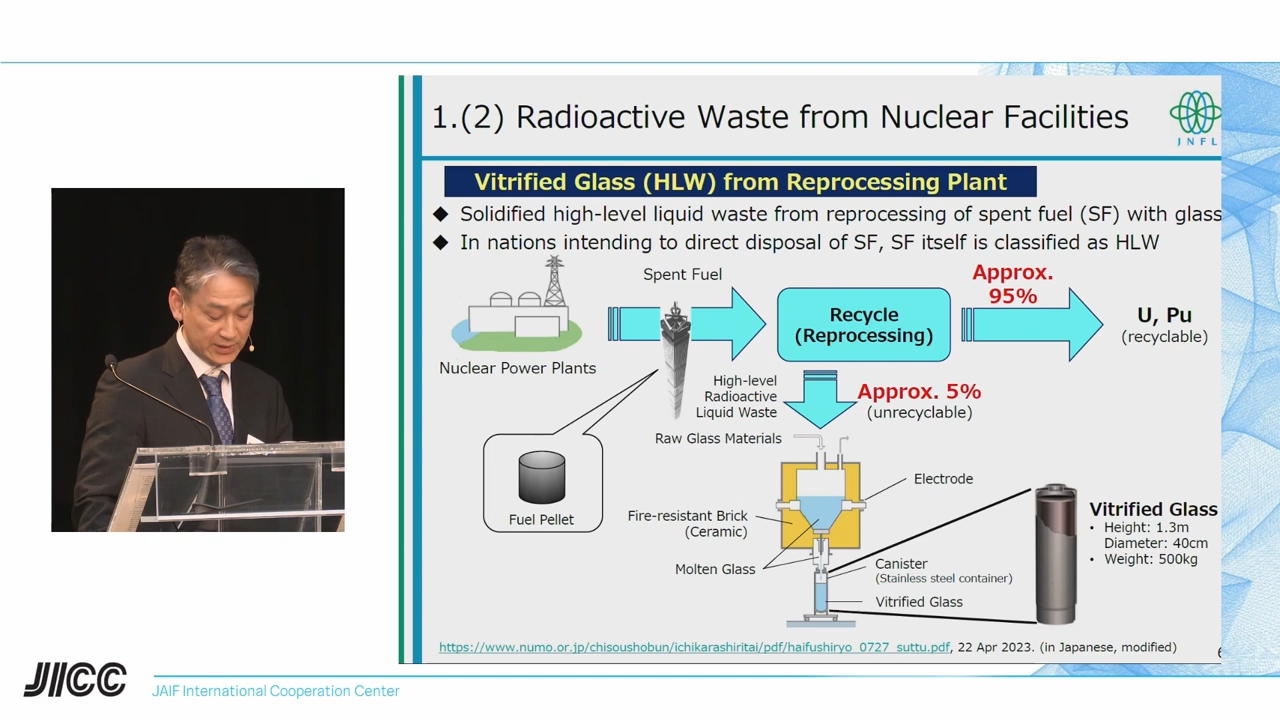 1.(2) Radioactive Waste from Nuclear Facilities
JNFL
Vitrified Glass (HLW) from Reprocessing Plant
◆ Solidified high-level liquid waste from reprocessing of spent fuel (SF) with glass
◆ In nations intending to direct disposal of SF, SF itself is classified as HLW
Spent Fuel
Approx.
95%
Recycle
(Reprocessing)
U, Pu
(recyclable)
Nuclear Power Plants
High-level
Radioactive
Liquid Waste
Approx. 5%
(unrecyclable)
Raw Glass Materials
Electrode
Fuel Pellet
Fire-resistant Brick
(Ceramic)
Molten Glass
Canister
(Stainless steel container)
Vitrified Glass
Vitrified Glass
• Height: 1.3m
Diameter: 40cm
• Weight: 500kg
https://www.numo.or.jp/chisoushobun/ichikarashiritai/pdf/haifushiryo_0727_suttu.pdf, 22 Apr 2023. (in Japanese, modified)
JICC
JAIF International Cooperation Center